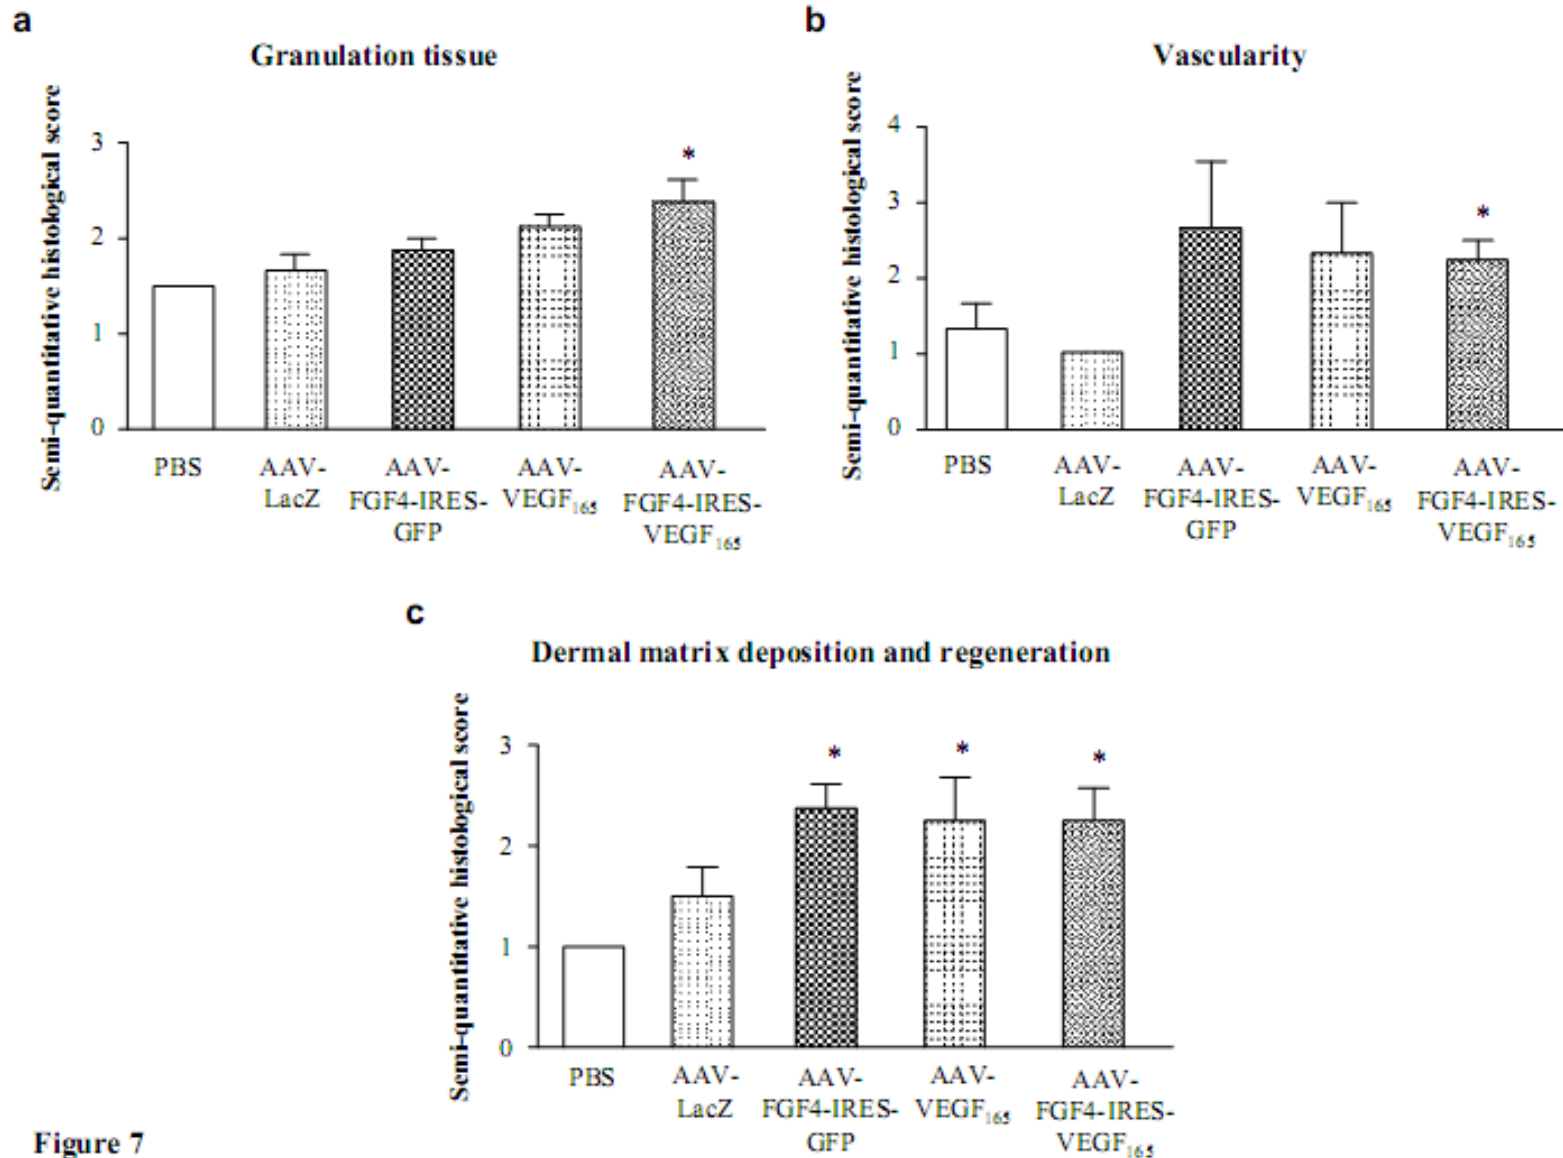 a
Granulation tissue
Semi-quantitative histological score
3
2
1
0
*
PBS
AAV-
LacZ
AAV-
FGF4-IRES-
GFP
AAV-
VEGF165
AAV-
FGF4-IRES-
VEGF165
b
Vascularity
Semi-quantitative histological score
4
3
2
1
0
*
PBS
AAV-
LacZ
AAV-
FGF4-IRES-
GFP
AAV-
VEGF165
AAV-
FGF4-IRES-
VEGF165
c
Dermal matrix deposition and regeneration
Semi-quantitative histological score
3
2
1
0
*
*
*
PBS
AAV-
LacZ
AAV-
FGF4-IRES-
GFP
AAV-
VEGF165
AAV-
FGF4-IRES-
VEGF165
Figure 7